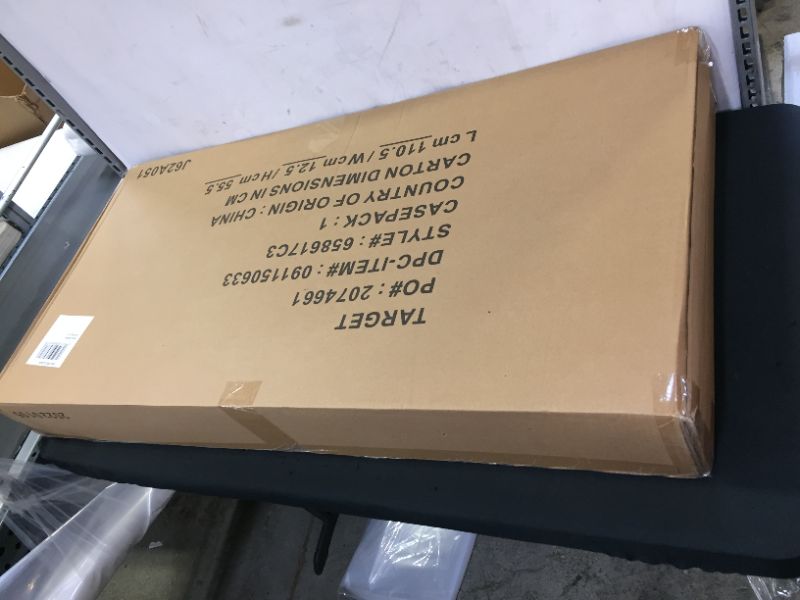 TARGET
PO# : 2074661
DPC-ITEM# : 091150633
STYLE# : 658617C3
CASEPACK : 1
COUNTRY OF ORIGIN : CHINA
CARTON DIMENSIONS IN CM
L cm 110.5 / W cm 12.5 / H cm 55.5
J62A051